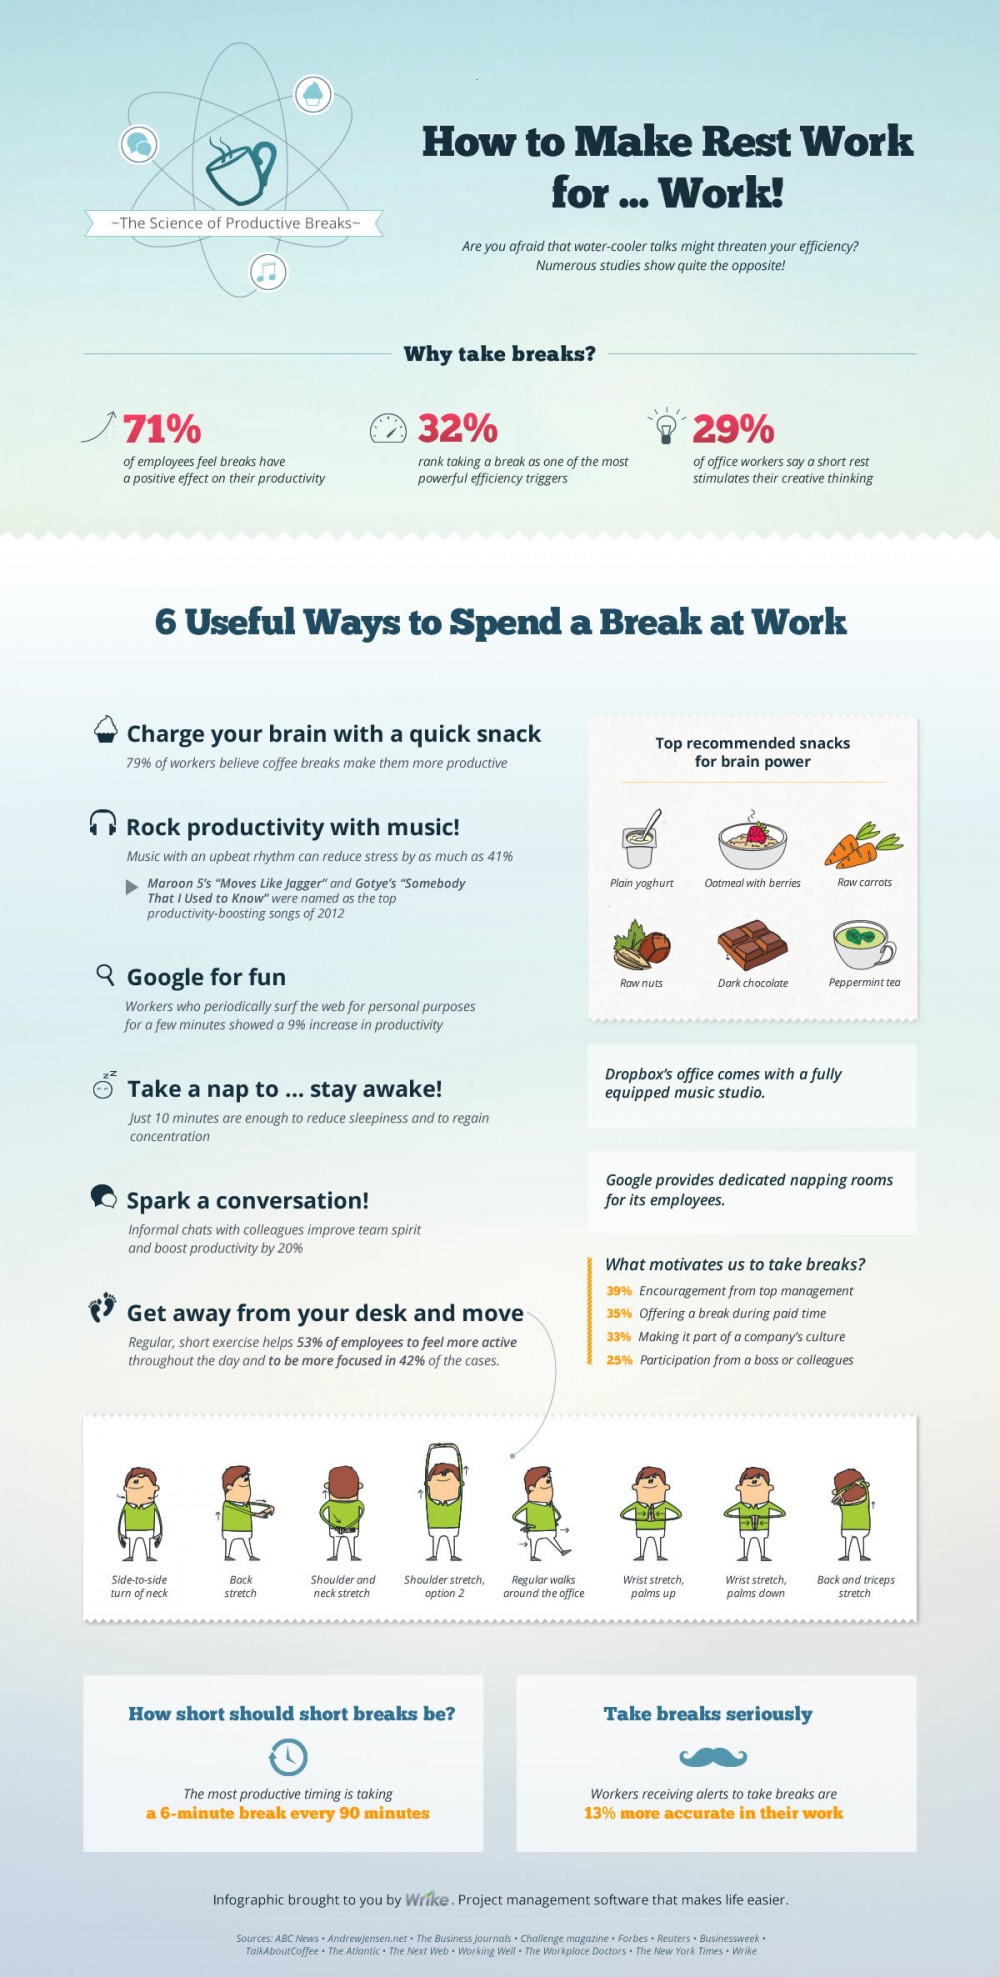 How to Make Rest Work
for ... Work!
~The Science of Productive Breaks~
Are you afraid that water-cooler talks might threaten your efficiency?
Numerous studies show quite the opposite!
Why take breaks?
71%
of employees feel breaks have
a positive effect on their productivity
32%
rank taking a break as one of the most
powerful efficiency triggers
29%
of office workers say a short rest
stimulates their creative thinking
6 Useful Ways to Spend a Break at Work
Charge your brain with a quick snack
79% of workers believe coffee breaks make them more productive
Rock productivity with music!
Music with an upbeat rhythm can reduce stress by as much as 41%
Maroon 5's "Moves Like Jagger" and Gotye's "Somebody
That I Used to Know" were named as the top
productivity-boosting songs of 2012
Google for fun
Workers who periodically surf the web for personal purposes
for a few minutes showed a 9% increase in productivity
zz
Take a nap to ... stay awake!
Just 10 minutes are enough to reduce sleepiness and to regain
concentration
Spark a conversation!
Informal chats with colleagues improve team spirit
and boost productivity by 20%
Get away from your desk and move
Regular, short exercise helps 53% of employees to feel more active
throughout the day and to be more focused in 42% of the cases.
Top recommended snacks
for brain power
Plain yoghurt
Oatmeal with berries
Raw carrots
Raw nuts
Dark chocolate
Peppermint tea
Dropbox's office comes with a fully
equipped music studio.
Google provides dedicated napping rooms
for its employees.
What motivates us to take breaks?
39% Encouragement from top management
35% Offering a break during paid time
33% Making it part of a company's culture
25% Participation from a boss or colleagues
Side-to-side
turn of neck
Back
stretch
Shoulder and
neck stretch
Shoulder stretch,
option 2
Regular walks
around the office
Wrist stretch,
palms up
Wrist stretch,
palms down
Back and triceps
stretch
How short should short breaks be?
The most productive timing is taking
a 6-minute break every 90 minutes
Take breaks seriously
Workers receiving alerts to take breaks are
13% more accurate in their work
Infographic brought to you by Wrike. Project management software that makes life easier.
Sources: ABC News • AndrewJensen.net • The Business Journals • Challenge magazine • Forbes • Reuters • Businessweek •
TalkAboutCoffee • The Atlantic • The Next Web • Working Well • The Workplace Doctors • The New York Times • Wrike